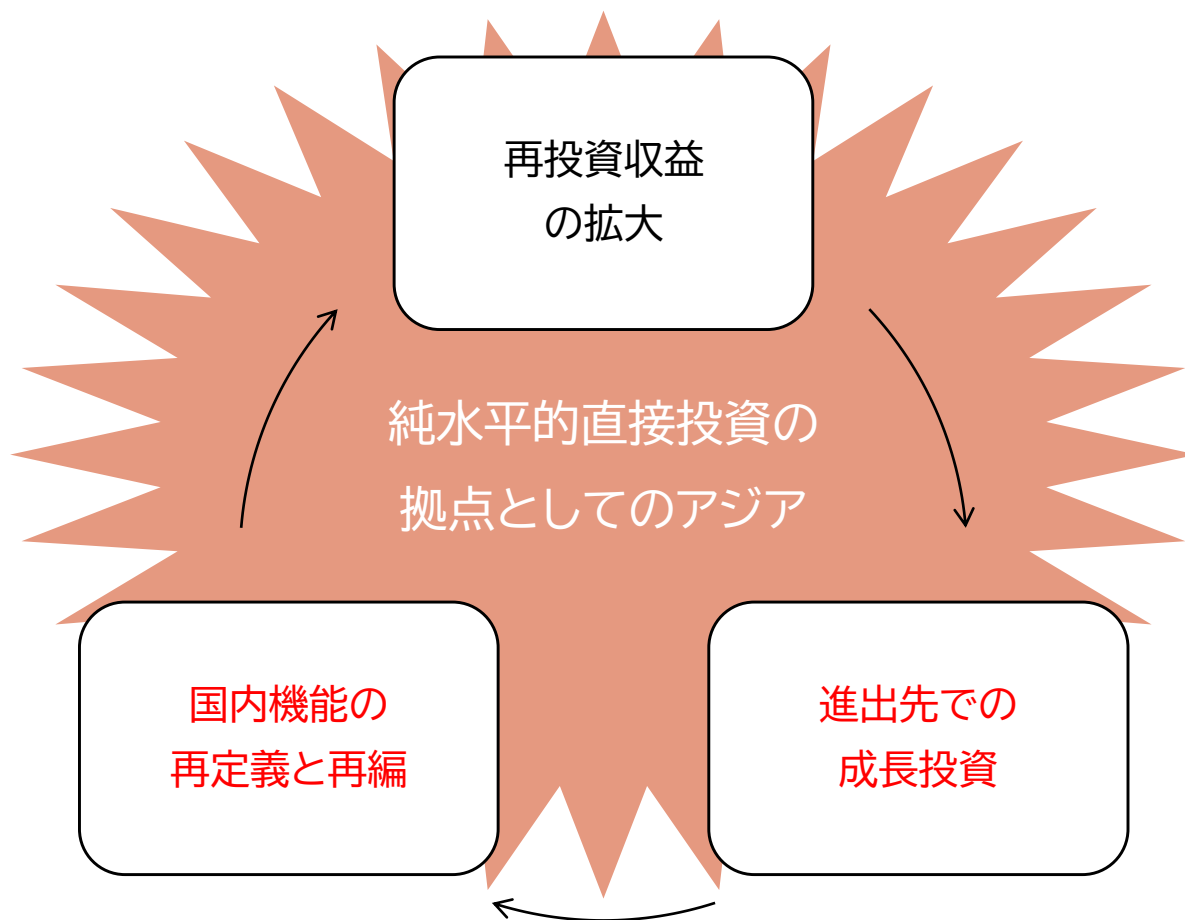 再投資収益
の拡大
純水平的直接投資の
拠点としてのアジア
国内機能の
再定義と再編
進出先での
成長投資